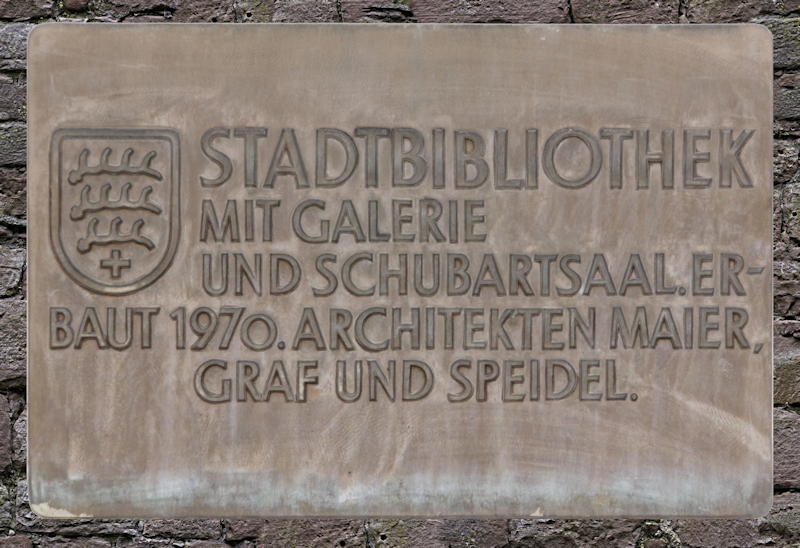 STADTBIBLIOTHEK
MIT GALERIE
UND SCHUBARTSAAL. ER-
BAUT 1970. ARCHITEKTEN MAIER,
GRAF UND SPEIDEL.